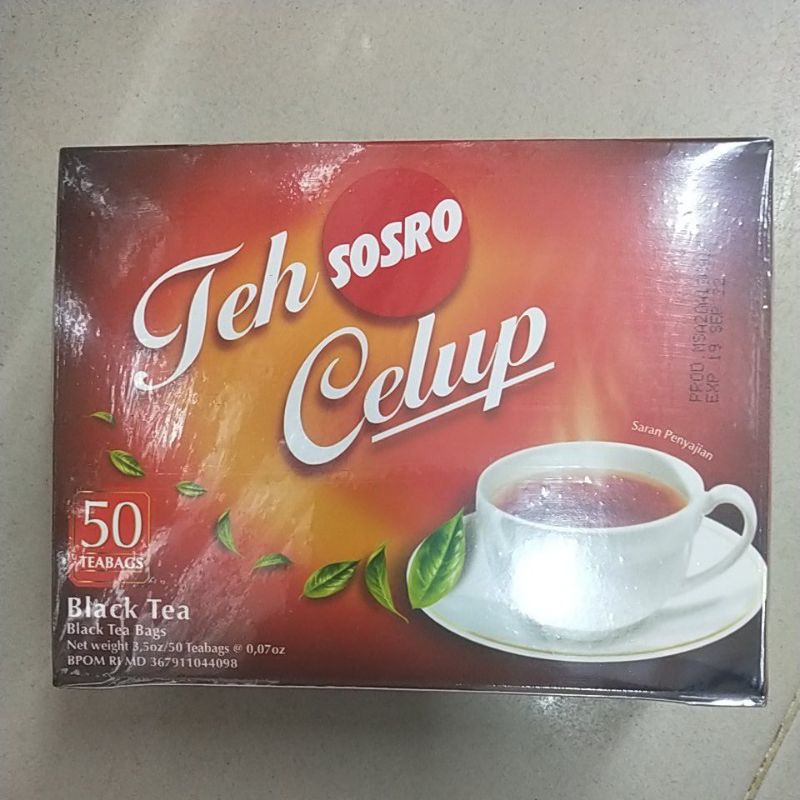 Teh SOSRO
Celup
EXP 19 SEP 22
Saran Penyajian
50
TEABAGS
Black Tea
Black Tea Bags
Net weight 3,5oz/50 Teabags @ 0,07oz
BPOM RI MD 367911044098